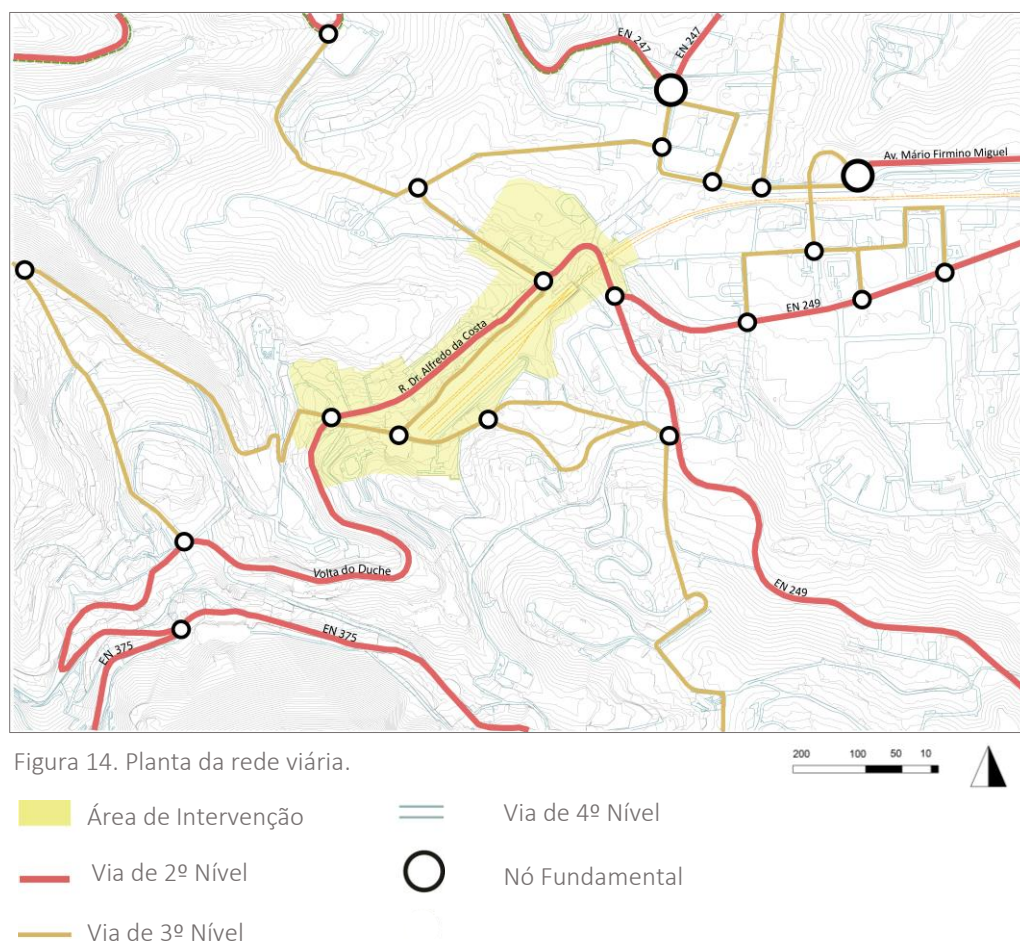 EN 247
EN 247
Av. Mário Firmino Miguel
EN 249
R. Dr. Alfredo da Costa
Volta do Duche
EN 249
EN 375
EN 375
Figura 14. Planta da rede viária.
200 100 50 10
Área de Intervenção
Via de 4º Nível
Via de 2º Nível
Nó Fundamental
Via de 3º Nível